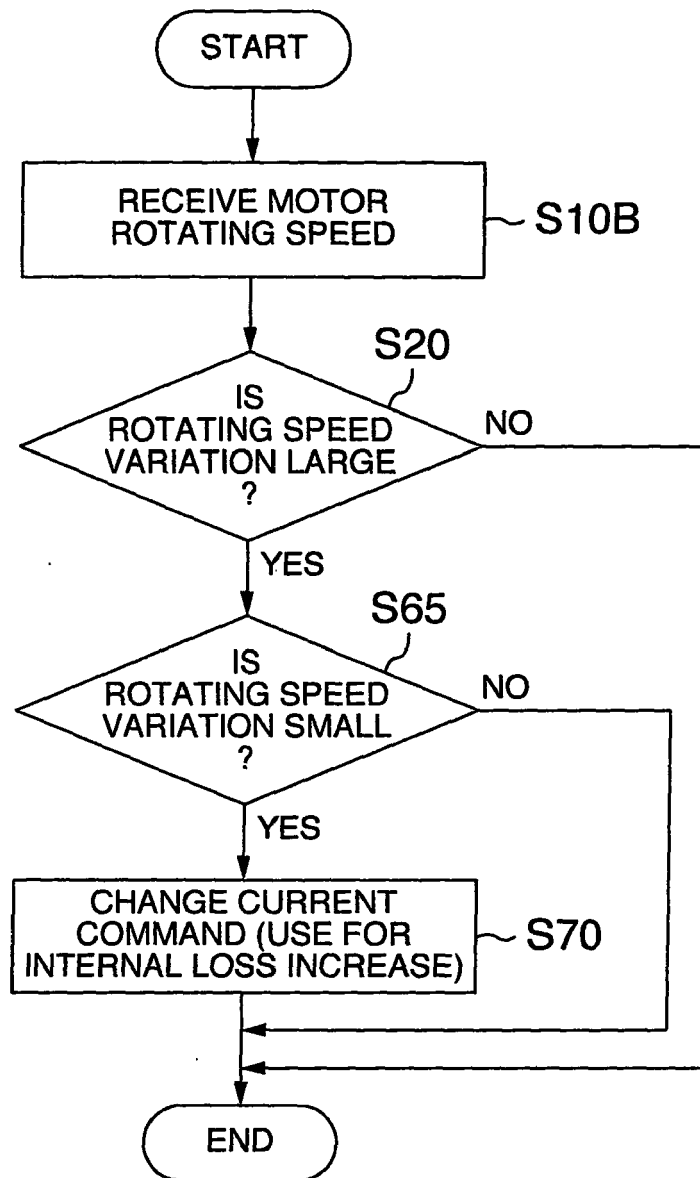 START
RECEIVE MOTOR
ROTATING SPEED
S10B
S20
IS
ROTATING SPEED
VARIATION LARGE
?
NO
YES
S65
IS
ROTATING SPEED
VARIATION SMALL
?
NO
YES
CHANGE CURRENT
COMMAND (USE FOR
INTERNAL LOSS INCREASE)
S70
END